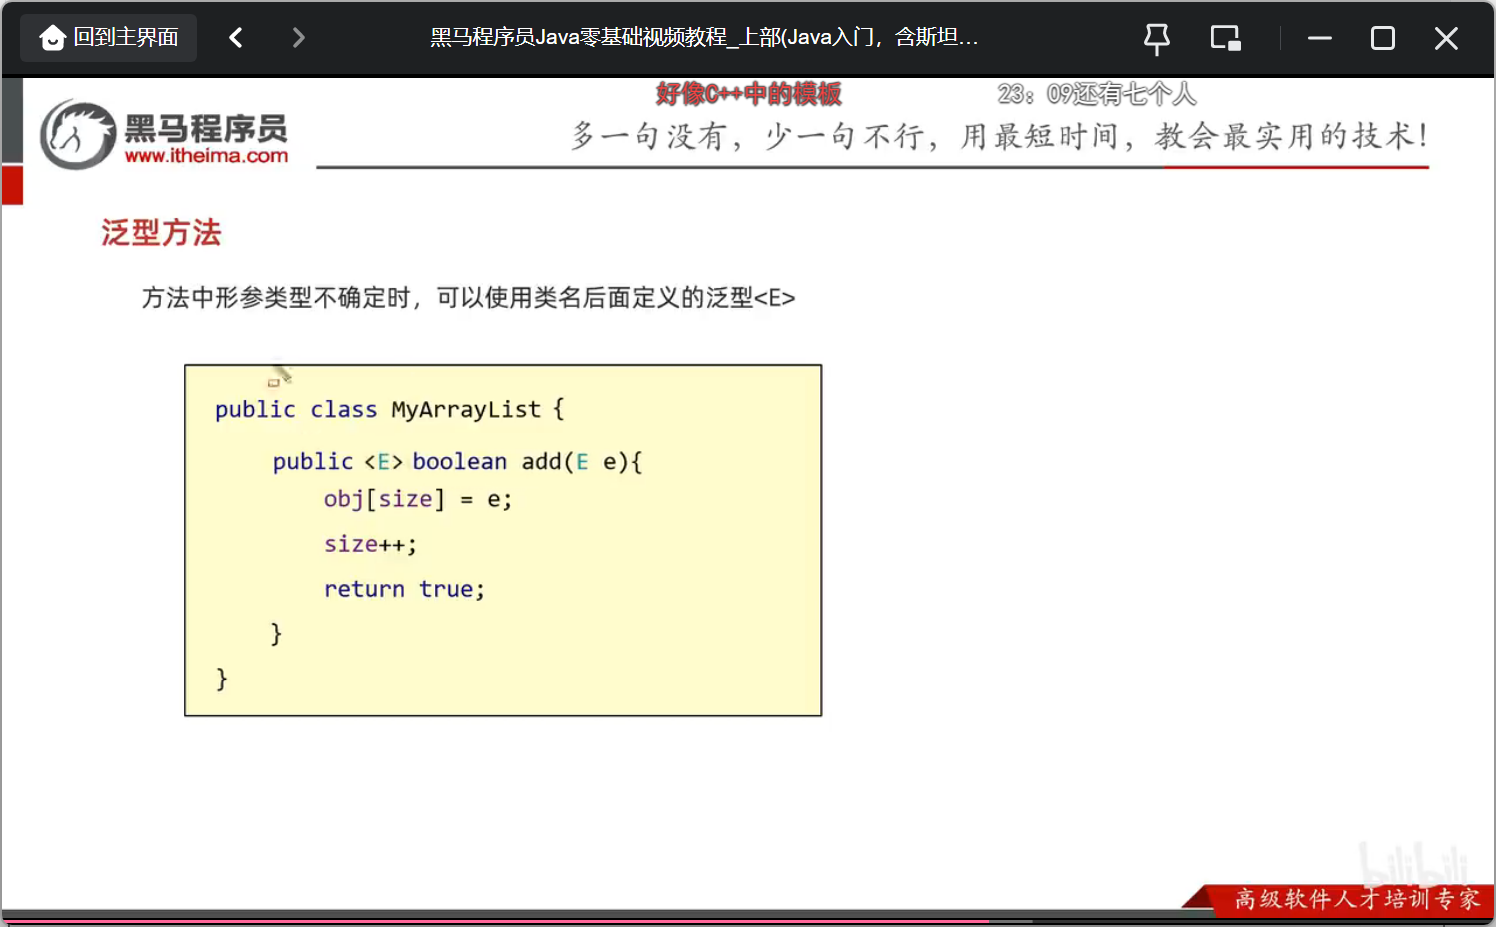 回到主界面
黑马程序员Java零基础视频教程_上部(Java入门，含斯坦...
好像C++中的模板
23：09还有七个人
黑马程序员
www.itheima.com
多一句没有，少一句不行，用最短时间，教会最实用的技术！
泛型方法
方法中形参类型不确定时，可以使用类名后面定义的泛型<E>
public class MyArrayList {
public <E> boolean add(E e){
obj[size] = e;
size++;
return true;
}
}
bilibili
高级软件人才培训专家